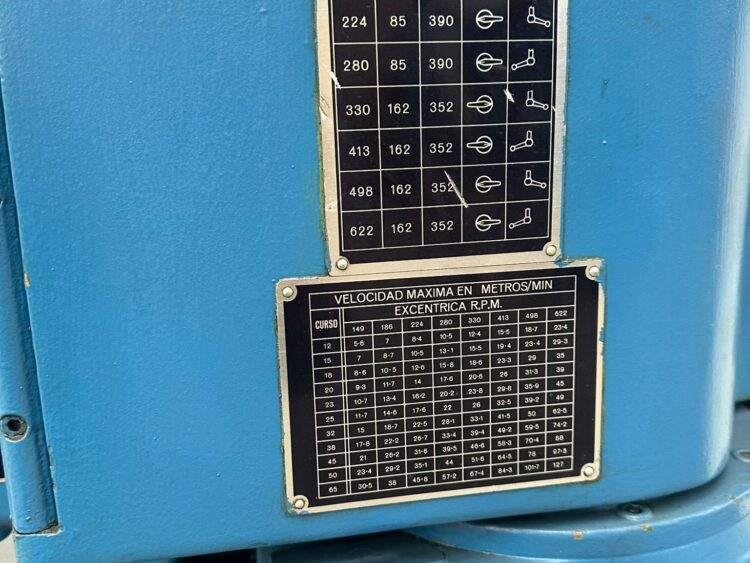 224 85 390
280 85 390
330 162 352
413 162 352
498 162 352
622 162 352
VELOCIDAD MAXIMA EN METROS/MIN
EXCENTRICA R.P.M.
CURSO 149 186 224 280 330 413 498 622
12 5-6 7 8-4 10-5 12-4 15-5 18-7 23-4
15 7 8-7 10-5 13-1 15-5 19-4 23-4 29-3
18 8-6 10-5 12-6 15-8 18-6 23-3 29 35
20 9-3 11-7 14 17-6 20-6 26 31-3 39
23 10-7 13-4 16-2 20-2 23-8 29-8 35-9 45
25 11-7 14-6 17-6 22 26 32-5 39-2 49
32 15 18-7 22-5 28-1 33-1 41-5 50 62-5
38 17-8 22-2 26-7 33-4 39-4 49-2 59-5 74-2
45 21 26-2 31-6 39-5 46-6 58-3 70-4 88
50 23-4 29-2 35-1 44 51-6 64-5 78 97-5
65 30-5 38 45-8 57-2 67-4 84-3 101-7 127